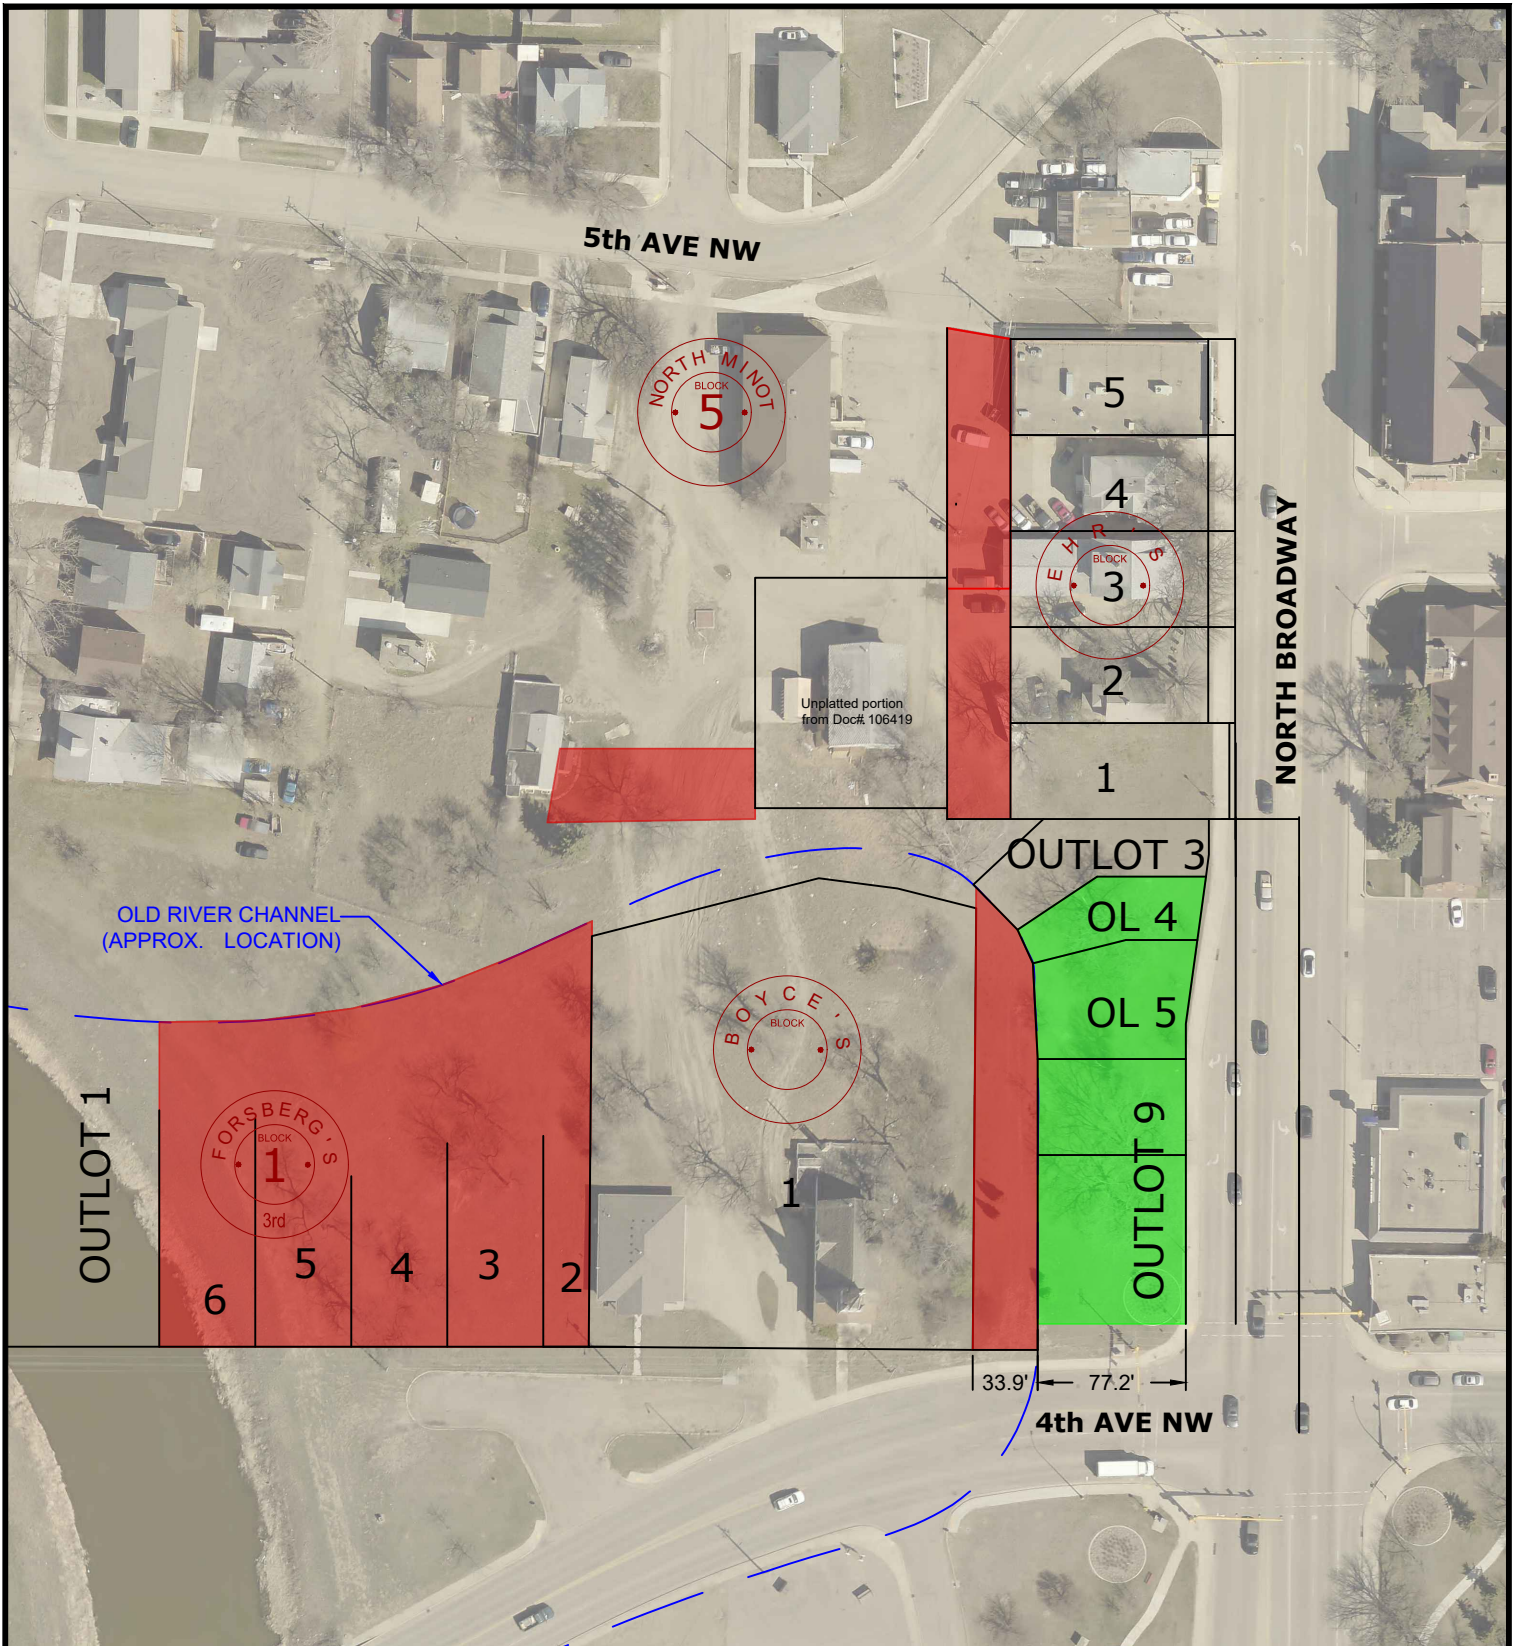 5th AVE NW
NORTH MINOT
BLOCK
5
5
4
EHR'S
BLOCK
3
2
1
NORTH BROADWAY
Unplatted portion
from Doc# 106419
OUTLOT 3
OL 4
OL 5
OUTLOT 9
OLD RIVER CHANNEL
(APPROX. LOCATION)
OUTLOT 1
FORSBERG'S
BLOCK
1
3rd
6
5
4
3
2
BOYCE'S
BLOCK
1
33.9'
77.2'
4th AVE NW